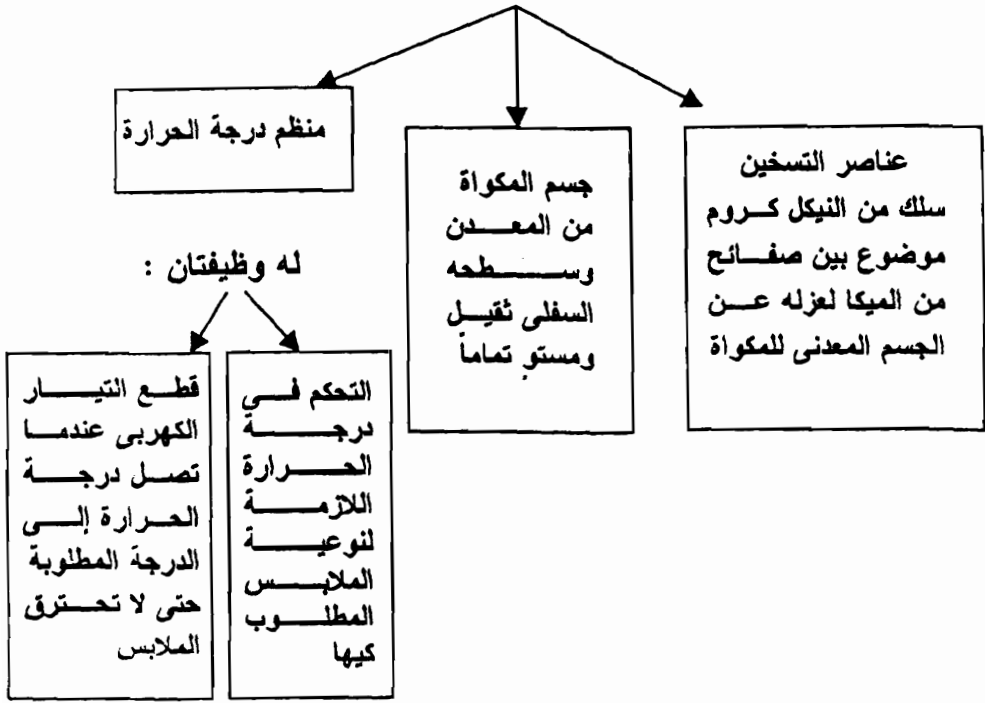 عناصر التسخين
سلك من النيكل كروم
موضوع بين صفائح
من الميكا لعزله عن
الجسم المعدنى للمكواة
جسم المكواة
من المعدن
وسطحه
السفلى ثقيل
ومستو تماماً
منظم درجة الحرارة
له وظيفتان :
التحكم فى
درجة
الحرارة
اللازمة
لنوعية
الملابس
المطلوب
كيها
قطع التيار
الكهربى عندما
تصل درجة
الحرارة إلى
الدرجة المطلوبة
حتى لا تحترق
الملابس